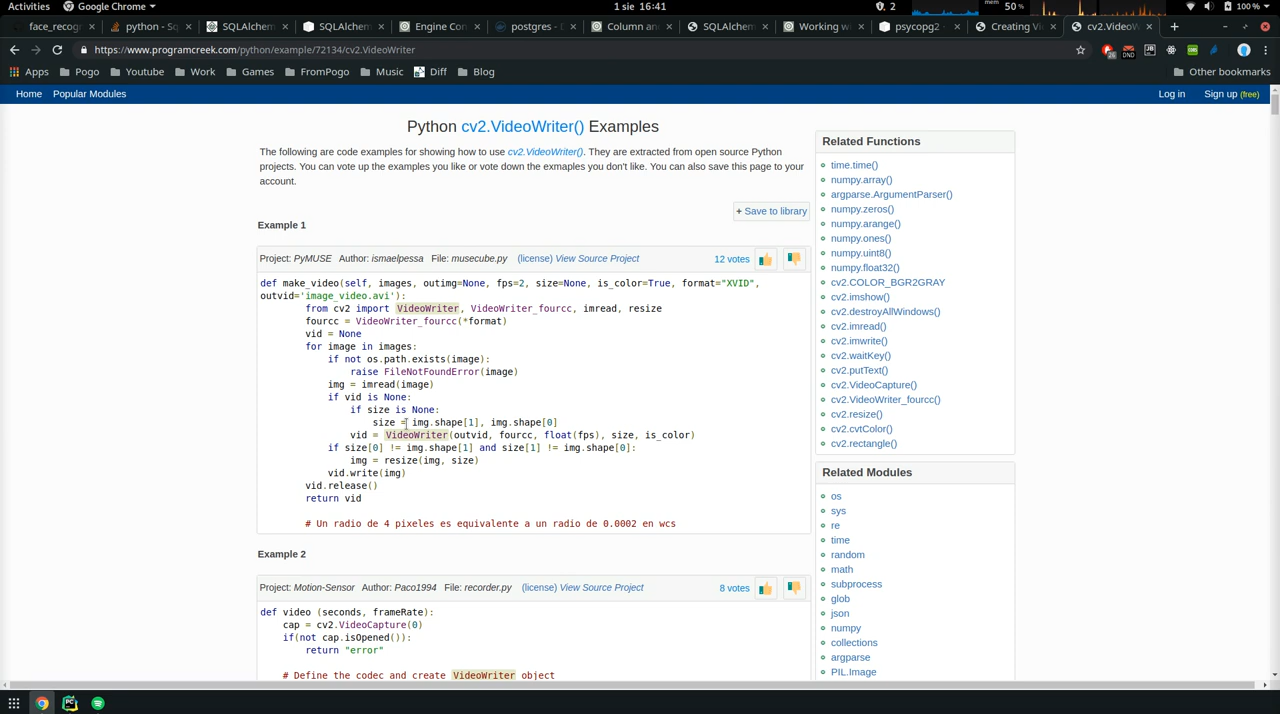 Activities Google Chrome 1 sie 16:41 2 mem 50 % 100 %
face_recog python - Sq SQLAlchem SQLAlchem Engine Con postgres - D Column and SQLAlchem Working w psycopg2 - Creating Vi cv2.VideoW
https://www.programcreek.com/python/example/72134/cv2.VideoWriter 26 DND
Apps Pogo Youtube Work Games FromPogo Music Diff Blog Other bookmarks
Home Popular Modules Log in Sign up (free)
Python cv2.VideoWriter() Examples
The following are code examples for showing how to use cv2.VideoWriter(). They are extracted from open source Python
projects. You can vote up the examples you like or vote down the exmaples you don't like. You can also save this page to your
account.
+ Save to library
Example 1
Project: PyMUSE Author: ismaelpessa File: musecube.py (license) View Source Project 12 votes
def make_video(self, images, outimg=None, fps=2, size=None, is_color=True, format="XVID",
outvid='image_video.avi'):
from cv2 import VideoWriter, VideoWriter_fourcc, imread, resize
fourcc = VideoWriter_fourcc(*format)
vid = None
for image in images:
if not os.path.exists(image):
raise FileNotFoundError(image)
img = imread(image)
if vid is None:
if size is None:
size = img.shape[1], img.shape[0]
vid = VideoWriter(outvid, fourcc, float(fps), size, is_color)
if size[0] != img.shape[1] and size[1] != img.shape[0]:
img = resize(img, size)
vid.write(img)
vid.release()
return vid
# Un radio de 4 pixeles es equivalente a un radio de 0.0002 en wcs
Example 2
Project: Motion-Sensor Author: Paco1994 File: recorder.py (license) View Source Project 8 votes
def video (seconds, frameRate):
cap = cv2.VideoCapture(0)
if(not cap.isOpened()):
return "error"
# Define the codec and create VideoWriter object
Related Functions
time.time()
numpy.array()
argparse.ArgumentParser()
numpy.zeros()
numpy.arange()
numpy.ones()
numpy.uint8()
numpy.float32()
cv2.COLOR_BGR2GRAY
cv2.imshow()
cv2.destroyAllWindows()
cv2.imread()
cv2.imwrite()
cv2.waitKey()
cv2.putText()
cv2.VideoCapture()
cv2.VideoWriter_fourcc()
cv2.resize()
cv2.cvtColor()
cv2.rectangle()
Related Modules
os
sys
re
time
random
math
subprocess
glob
json
numpy
collections
argparse
PIL.Image